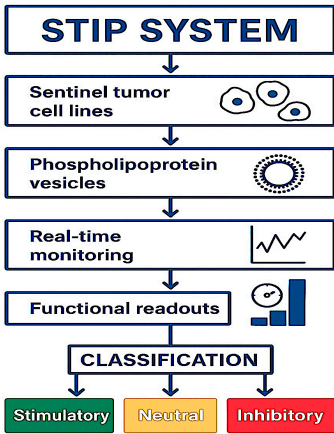 STIP SYSTEM
Sentinel tumor
cell lines
Phospholipoprotein
vesicles
Real-time
monitoring
Functional readouts
CLASSIFICATION
Stimulatory Neutral Inhibitory